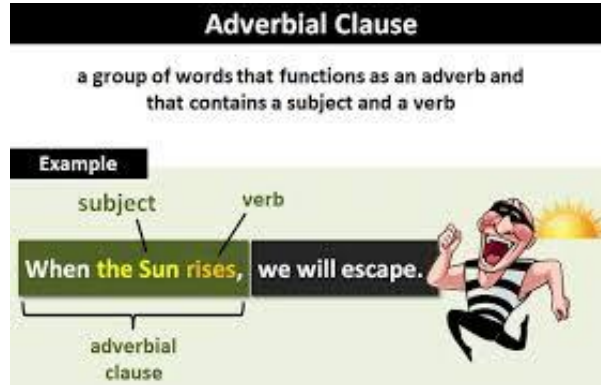 Adverbial Clause
a group of words that functions as an adverb and
that contains a subject and a verb
Example
subject
verb
When the Sun rises, we will escape.
adverbial
clause